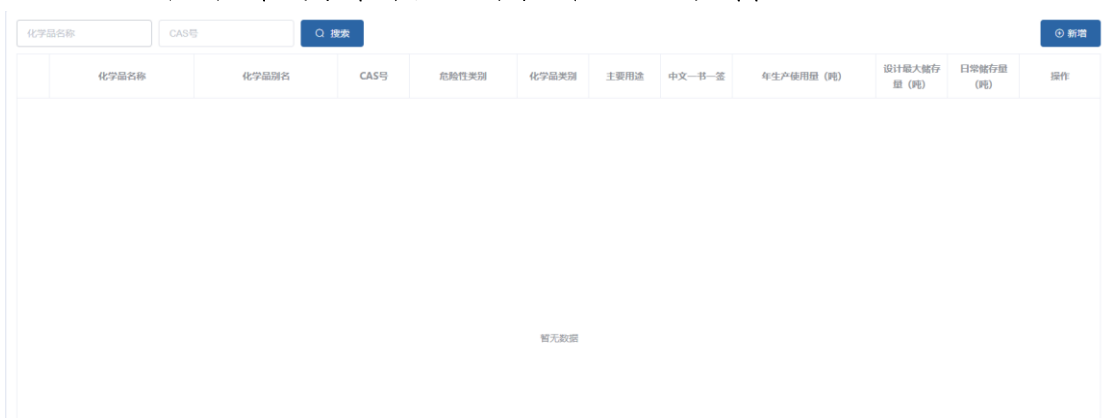 化学品名称 CAS号 搜索 新增
化学品名称 化学品别名 CAS号 危险性类别 化学品类别 主要用途 中文一书一签 年生产使用量（吨） 设计最大储存量（吨） 日常储存量（吨） 操作
暂无数据